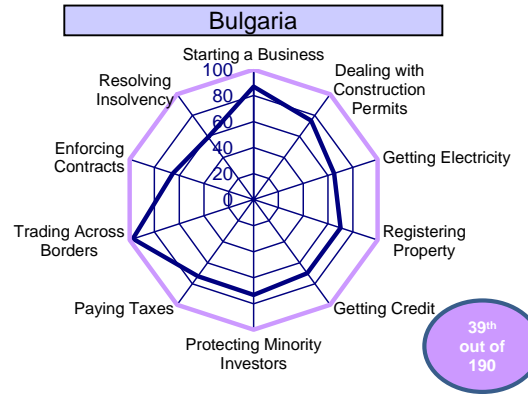 Bulgaria
Starting a Business
Dealing with
Construction
Permits
Getting Electricity
Registering
Property
Getting Credit
Protecting Minority
Investors
Paying Taxes
Trading Across
Borders
Enforcing
Contracts
Resolving
Insolvency
100
80
60
40
20
0
39th
out of
190